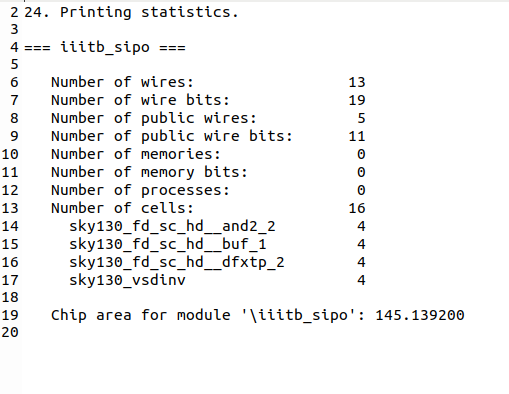 2 24. Printing statistics.
3
4 === iiitb_sipo ===
5
6    Number of wires:                 13
7    Number of wire bits:             19
8    Number of public wires:           5
9    Number of public wire bits:      11
10    Number of memories:               0
11    Number of memory bits:            0
12    Number of processes:              0
13    Number of cells:                 16
14      sky130_fd_sc_hd__and2_2         4
15      sky130_fd_sc_hd__buf_1          4
16      sky130_fd_sc_hd__dfxtp_2        4
17      sky130_vsdinv                   4
18
19    Chip area for module '\iiitb_sipo': 145.139200
20